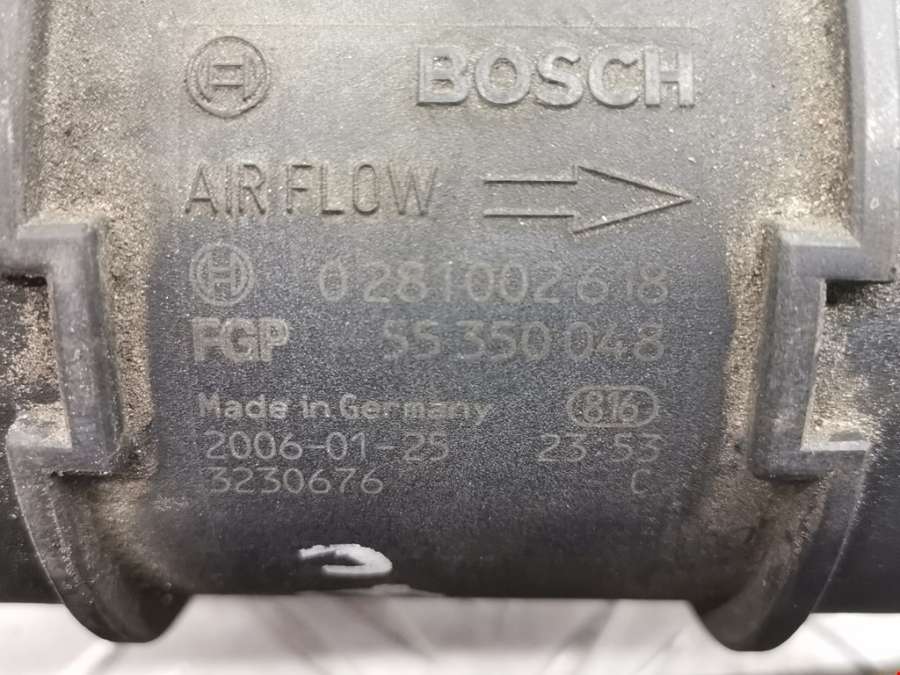 BOSCH
AIR FLOW
0 281 002 618
FGP 55 350 048
Made in Germany 816
2006-01-25 23 53
3230676 C